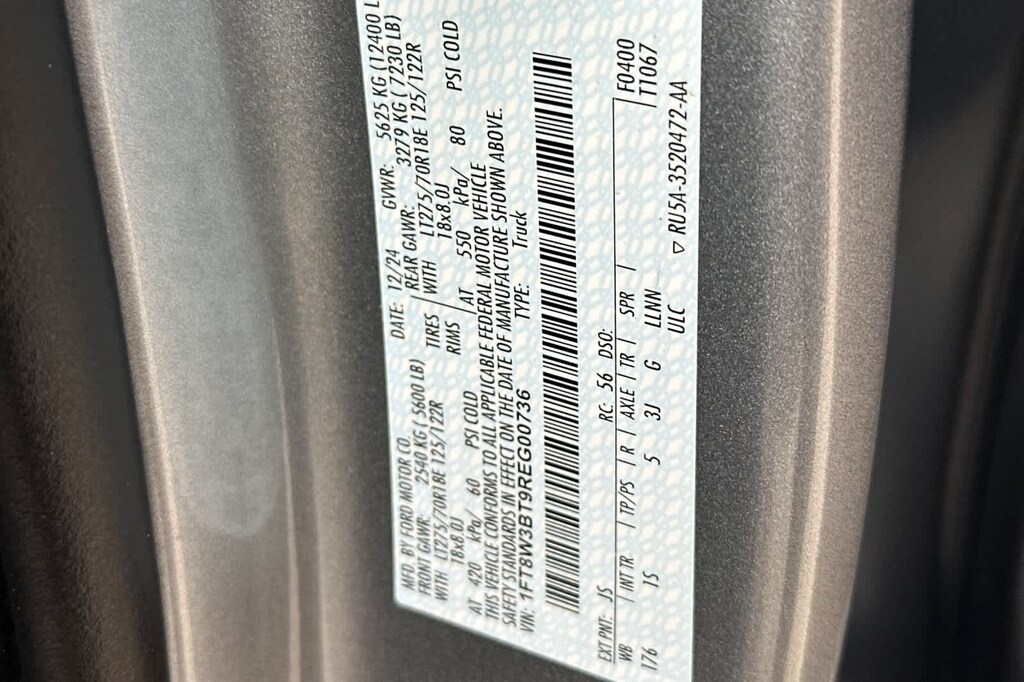 MFD. BY FORD MOTOR CO. DATE: 12/24 GVWR: 5625 KG (12400 L
FRONT GAWR: 2540 KG ( 5600 LB) REAR GAWR: 3279 KG ( 7230 LB)
WITH LT275/70R18E 125/122R TIRES WITH LT275/70R18E 125/122R
18x8.0J RIMS 18x8.0J
AT 420 kPa/ 60 PSI COLD AT 550 kPa/ 80 PSI COLD
THIS VEHICLE CONFORMS TO ALL APPLICABLE FEDERAL MOTOR VEHICLE
SAFETY STANDARDS IN EFFECT ON THE DATE OF MANUFACTURE SHOWN ABOVE.
VIN: 1FT8W3BT9REG00736 TYPE: Truck
EXT PNT: JS RC: 56 DSO: F0400
WB | INT TR | TP/PS | R | AXLE | TR | SPR | T1067
176 1S 5 3J G LLNN
ULC ▽ RU5A-3520472-AA